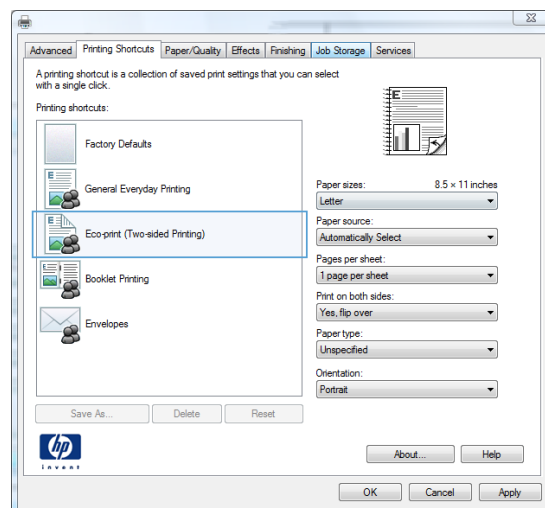 Advanced Printing Shortcuts Paper/Quality Effects Finishing Job Storage Services
A printing shortcut is a collection of saved print settings that you can select
with a single click.
Printing shortcuts:
Factory Defaults
General Everyday Printing
Eco-print (Two-sided Printing)
Booklet Printing
Envelopes
E
Paper sizes: 8.5 × 11 inches
Letter
Paper source:
Automatically Select
Pages per sheet:
1 page per sheet
Print on both sides:
Yes, flip over
Paper type:
Unspecified
Orientation:
Portrait
Save As... Delete Reset
hp
invent
About... Help
OK Cancel Apply